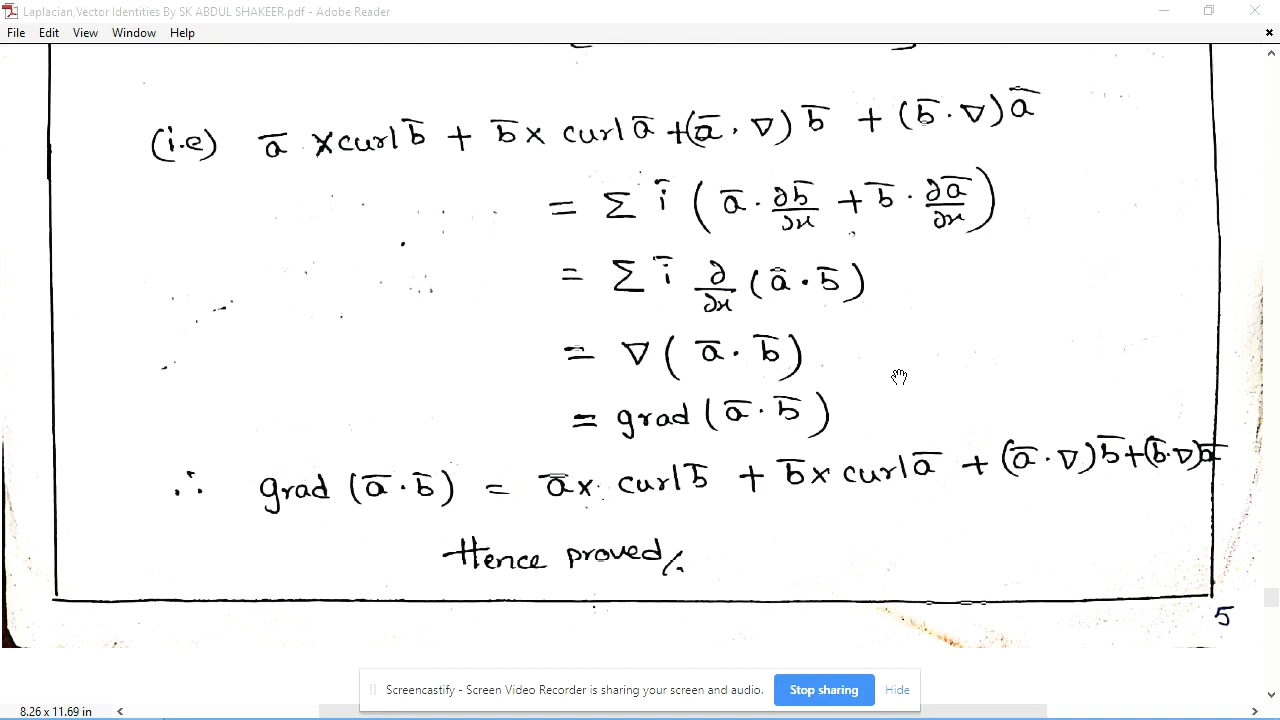 Laplacian,Vector Identities By SK ABDUL SHAKEER.pdf - Adobe Reader
File Edit View Window Help
(i.e) a̅ × curl b̅ + b̅ × curl a̅ + (a̅ · ∇) b̅ + (b̅ · ∇) a̅
= Σ i̅ ( a̅ · ∂b̅/∂x + b̅ · ∂a̅/∂x )
= Σ i̅ ∂/∂x (a̅ · b̅)
= ∇ ( a̅ · b̅ )
= grad ( a̅ · b̅ )
∴ grad (a̅ · b̅) = a̅ × curl b̅ + b̅ × curl a̅ + (a̅ · ∇) b̅ + (b̅ · ∇) a̅
Hence proved//.
5
Screencastify - Screen Video Recorder is sharing your screen and audio. Stop sharing Hide
8.26 x 11.69 in